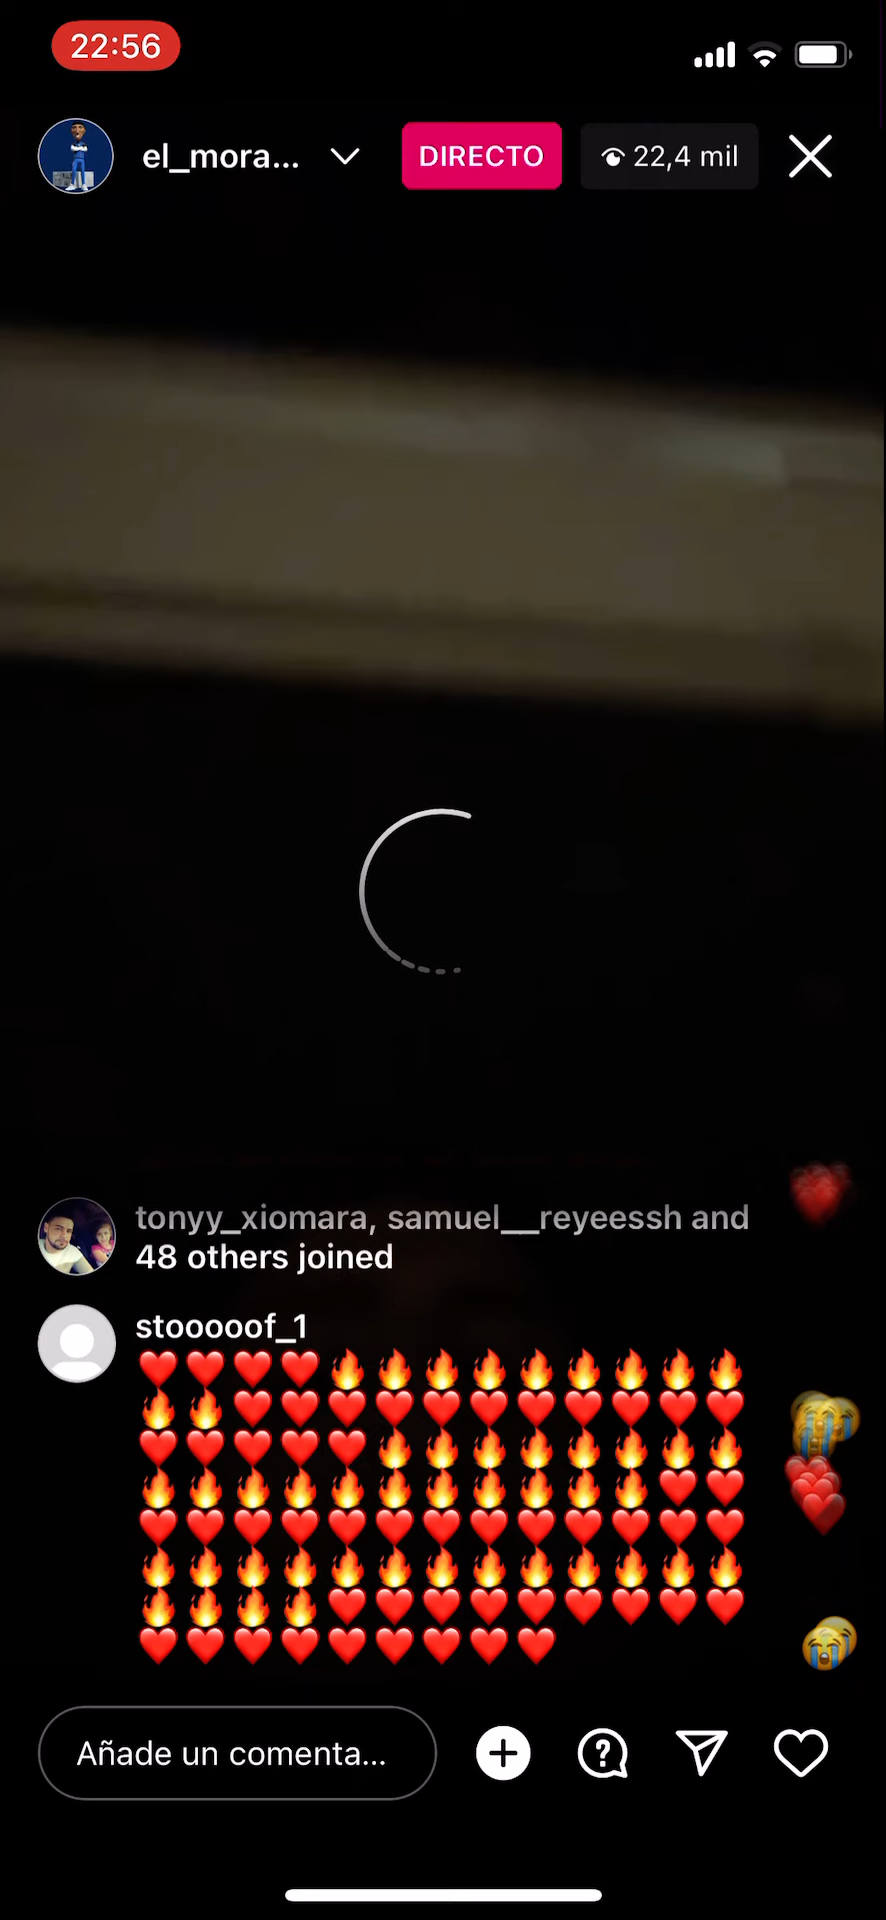 22:56
el_mora...
DIRECTO
22,4 mil
tonyy_xiomara, samuel__reyeessh and
48 others joined
stooooof_1
❤️❤️❤️❤️🔥🔥🔥🔥🔥🔥🔥🔥🔥
🔥🔥❤️❤️❤️❤️❤️❤️❤️❤️❤️❤️❤️
❤️❤️❤️❤️❤️🔥🔥🔥🔥🔥🔥🔥🔥
🔥🔥🔥🔥🔥🔥🔥🔥🔥🔥🔥❤️❤️
❤️❤️❤️❤️❤️❤️❤️❤️❤️❤️❤️❤️❤️
🔥🔥🔥🔥🔥🔥🔥🔥🔥🔥🔥🔥🔥
🔥🔥🔥🔥❤️❤️❤️❤️❤️❤️❤️❤️❤️
❤️❤️❤️❤️❤️❤️❤️❤️❤️
Añade un comenta...